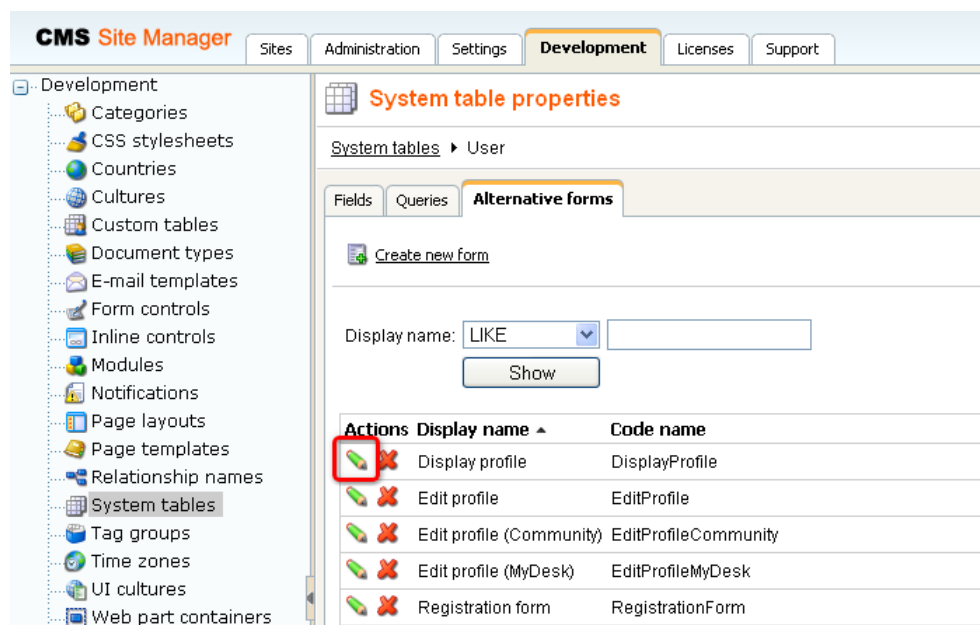 CMS Site Manager
Sites Administration Settings Development Licenses Support
Development
Categories
CSS stylesheets
Countries
Cultures
Custom tables
Document types
E-mail templates
Form controls
Inline controls
Modules
Notifications
Page layouts
Page templates
Relationship names
System tables
Tag groups
Time zones
UI cultures
Web part containers
System table properties
System tables User
Fields Queries Alternative forms
Create new form
Display name: LIKE
Show
Actions Display name Code name
Display profile DisplayProfile
Edit profile EditProfile
Edit profile (Community) EditProfileCommunity
Edit profile (MyDesk) EditProfileMyDesk
Registration form RegistrationForm